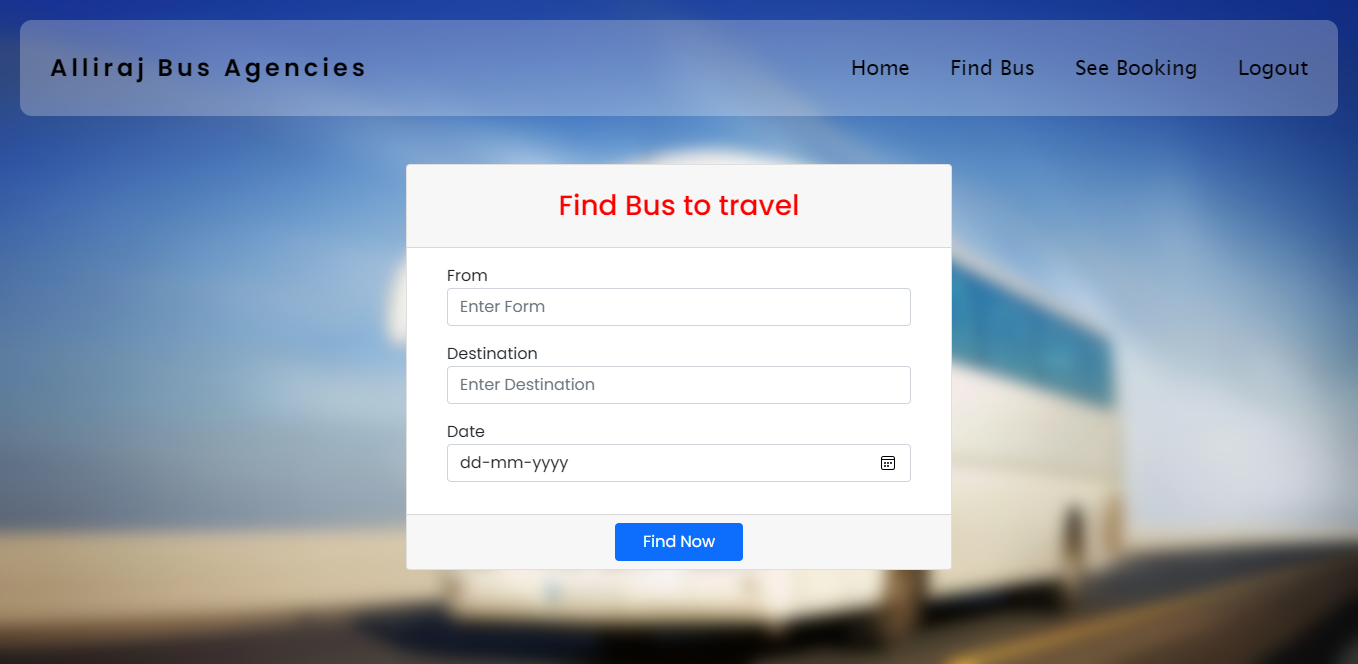 Alliraj Bus Agencies
Home Find Bus See Booking Logout
Find Bus to travel
From
Enter Form
Destination
Enter Destination
Date
dd-mm-yyyy
Find Now